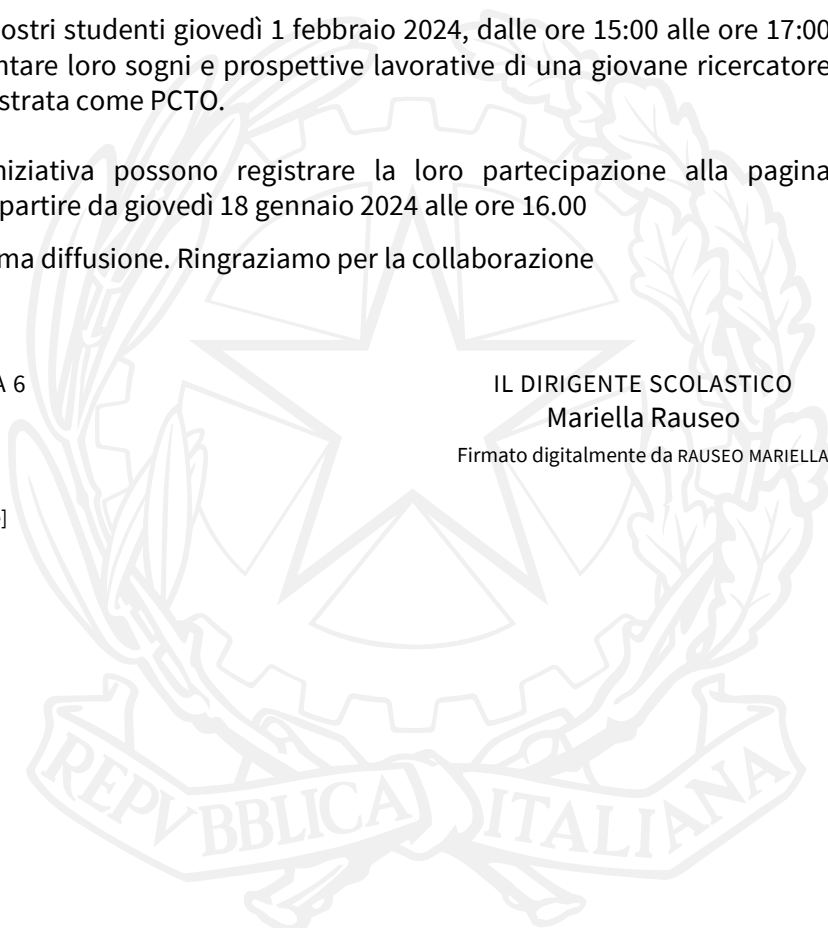 ostri studenti giovedì 1 febbraio 2024, dalle ore 15:00 alle ore 17:00
ntare loro sogni e prospettive lavorative di una giovane ricercatore
strata come PCTO.
niziativa possono registrare la loro partecipazione alla pagina
partire da giovedì 18 gennaio 2024 alle ore 16.00
ma diffusione. Ringraziamo per la collaborazione
A 6
IL DIRIGENTE SCOLASTICO
Mariella Rauseo
Firmato digitalmente da RAUSEO MARIELLA
]
REPVBBLICA ITALIANA